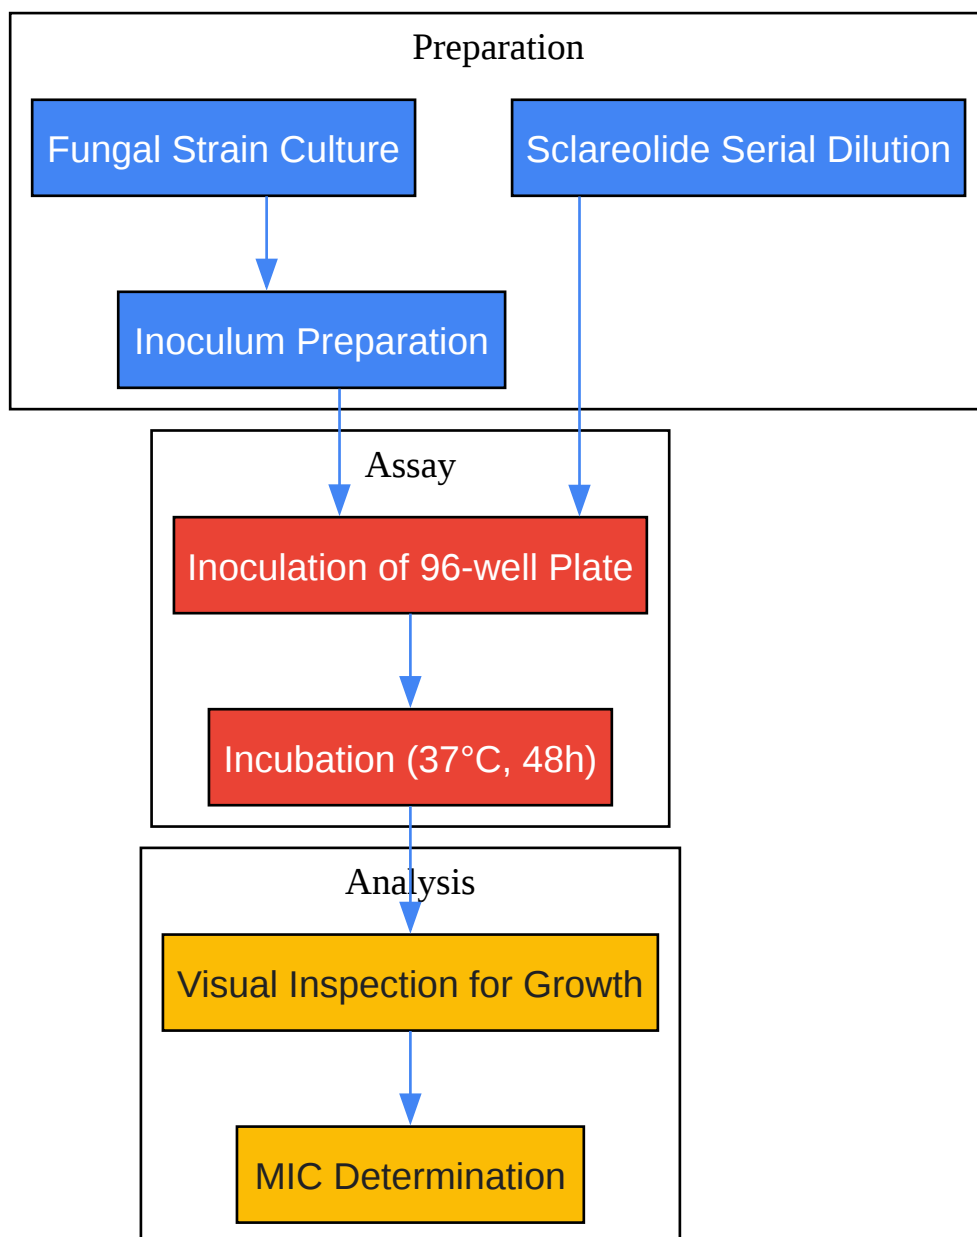 Preparation
Fungal Strain Culture
Sclareolide Serial Dilution
Inoculum Preparation
Assay
Inoculation of 96-well Plate
Incubation (37°C, 48h)
Analysis
Visual Inspection for Growth
MIC Determination